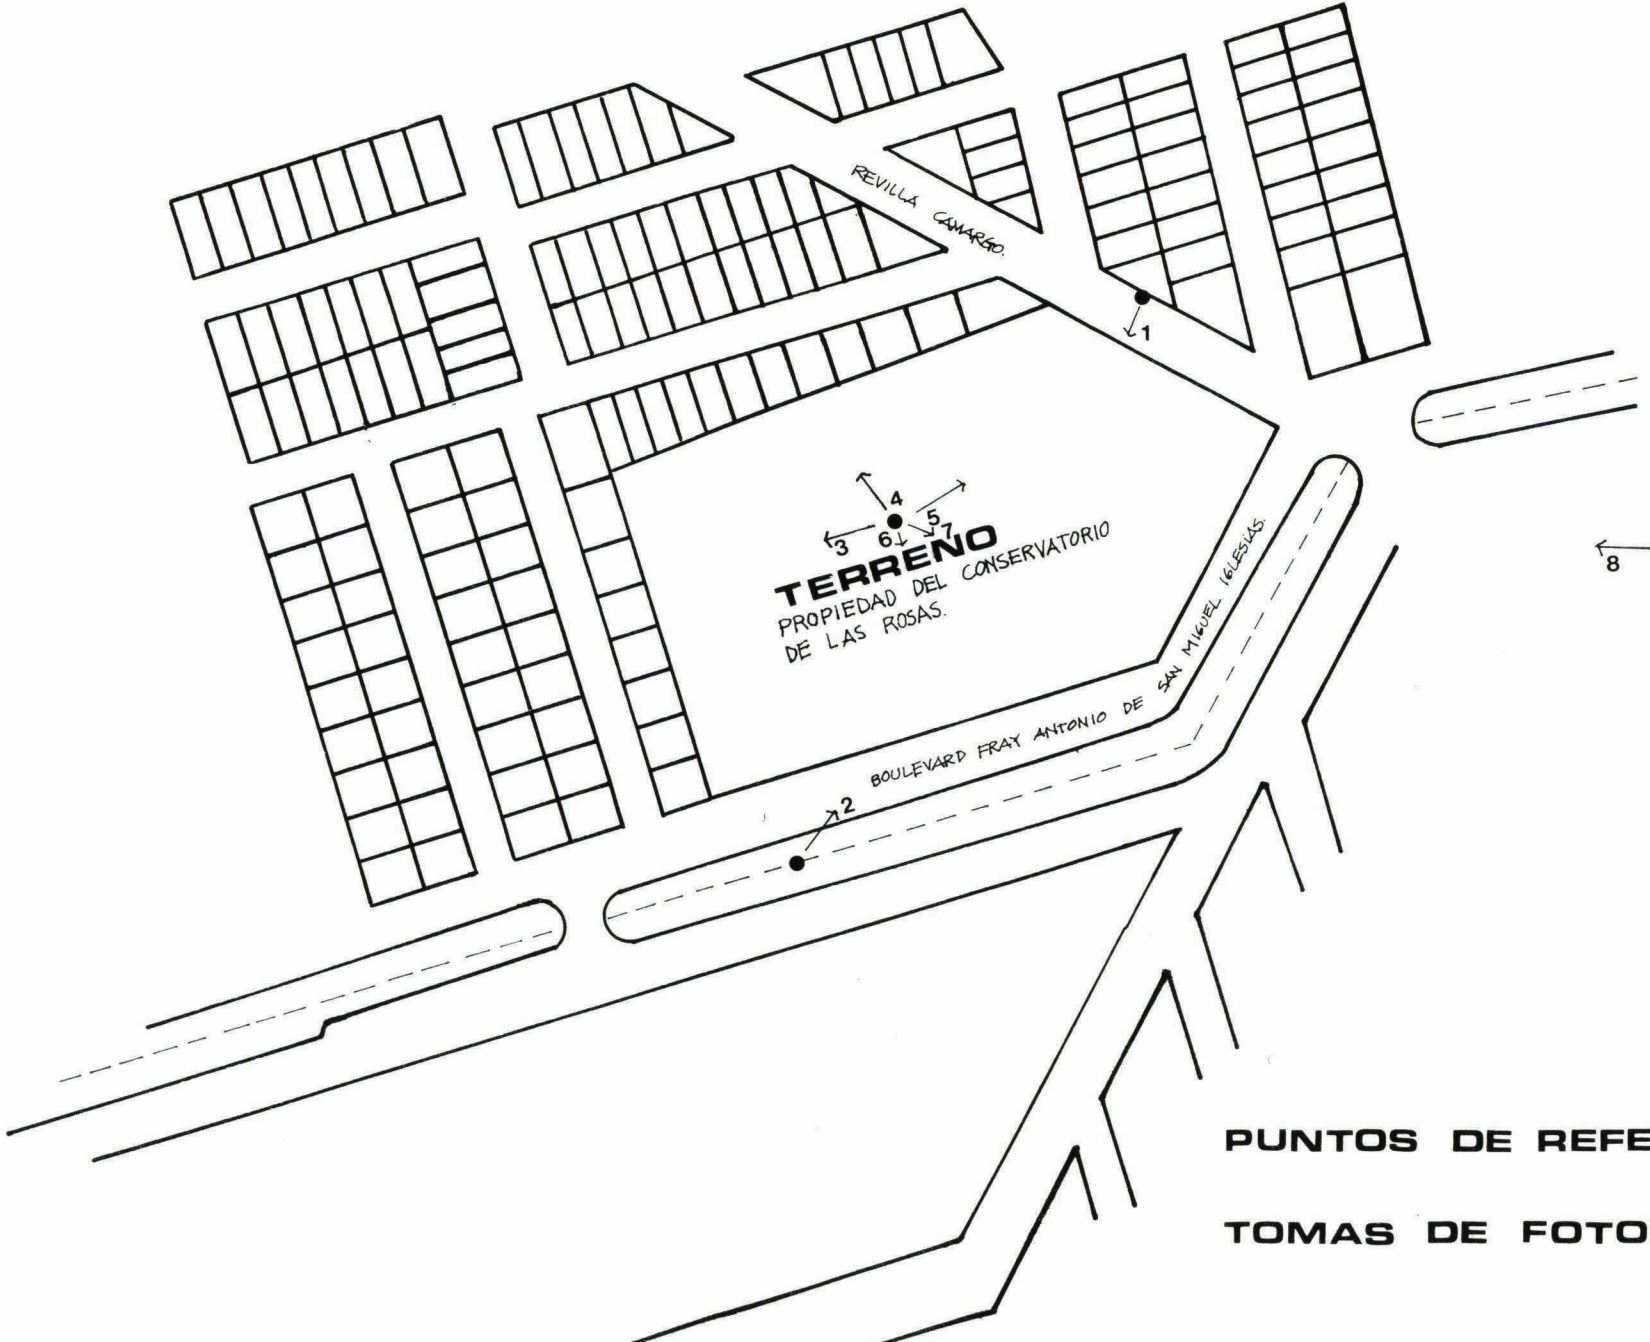 REVILLA CAMARGO.
1
4
5
3
6
7
TERRENO
PROPIEDAD DEL CONSERVATORIO
DE LAS ROSAS.
8
BOULEVARD FRAY ANTONIO DE SAN MIGUEL IGLESIAS.
2
PUNTOS DE REFE
TOMAS DE FOTO